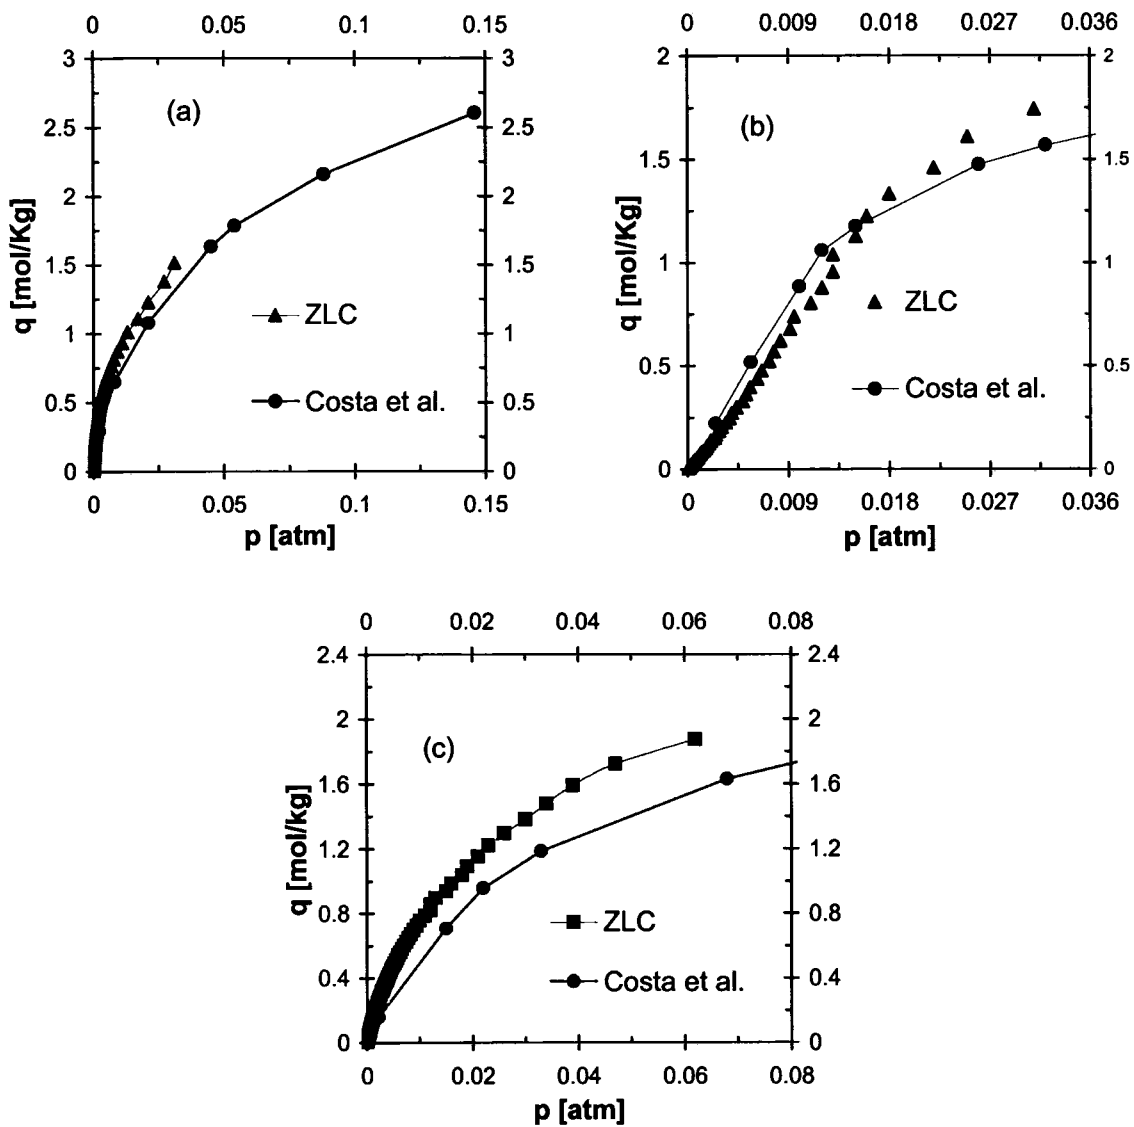 0 0.05 0.1 0.15
3 3
(a)
2.5 2.5
2 2
q [mol/Kg]
1.5 1.5
ZLC
1 1
Costa et al.
0.5 0.5
0 0
0 0.05 0.1 0.15
p [atm]
0 0.009 0.018 0.027 0.036
2 2
(b)
1.5 1.5
q [mol/Kg]
1 1
ZLC
0.5 0.5
Costa et al.
0 0
0 0.009 0.018 0.027 0.036
p [atm]
0 0.02 0.04 0.06 0.08
2.4 2.4
2 2
(c)
1.6 1.6
q [mol/kg]
1.2 1.2
ZLC
0.8 0.8
Costa et al.
0.4 0.4
0 0
0 0.02 0.04 0.06 0.08
p [atm]